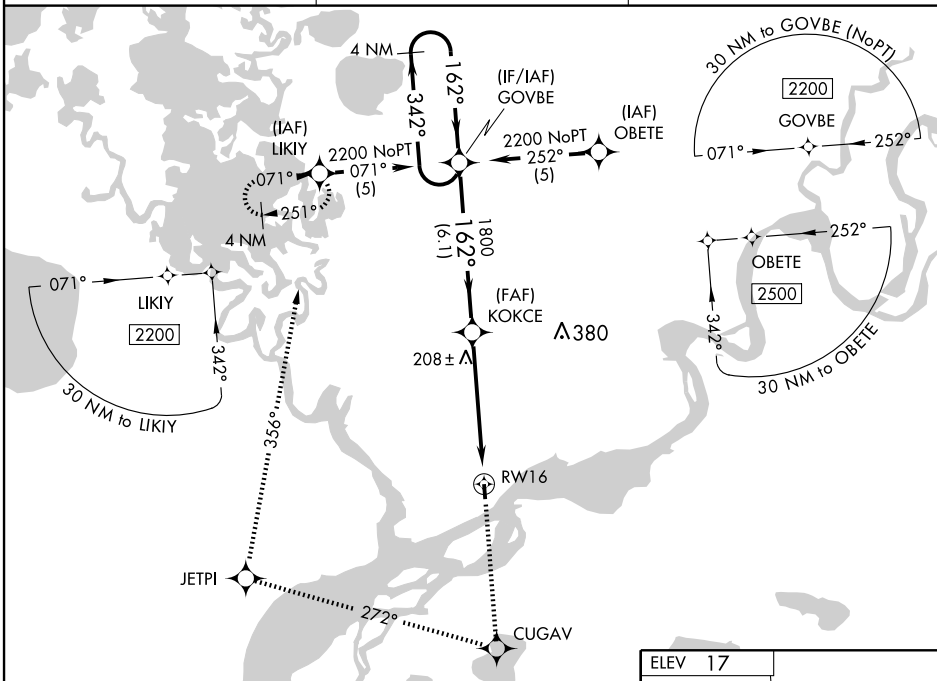 4 NM
162°
342°
(IF/IAF)
GOVBE
30 NM to GOVBE (NoPT)
2200
GOVBE
071°
252°
(IAF)
LIKIY
2200 NoPT
071°
(5)
071°
251°
4 NM
2200 NoPT
252°
(5)
(IAF)
OBETE
1800
162°
(6.1)
071°
LIKIY
2200
342°
30 NM to LIKIY
252°
OBETE
2500
342°
30 NM to OBETE
(FAF)
KOKCE
380
208±
356°
RW16
JETPI
272°
CUGAV
ELEV 17